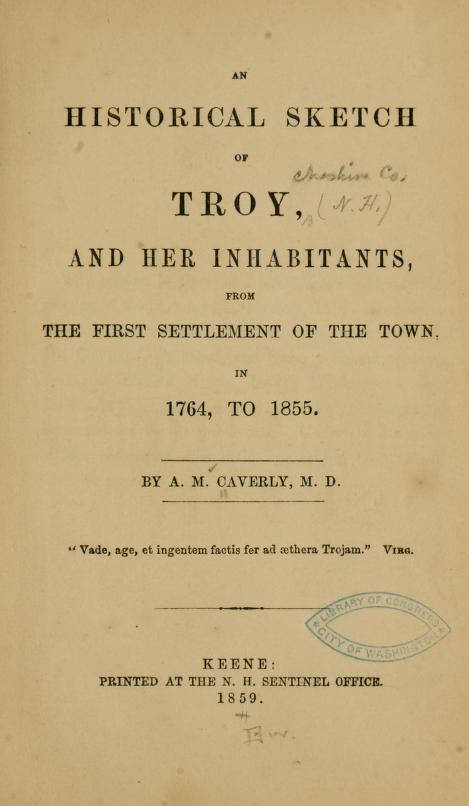 AN
HISTORICAL SKETCH
OF
Cheshire Co.
TROY, (N.H.)
AND HER INHABITANTS,
FROM
THE FIRST SETTLEMENT OF THE TOWN,
IN
1764, TO 1855.
BY A. M. CAVERLY, M. D.
" Vade, age, et ingentem factis fer ad æthera Trojam." VIRG.
LIBRARY OF CONGRESS
CITY OF WASHINGTON
KEENE:
PRINTED AT THE N. H. SENTINEL OFFICE.
1859.